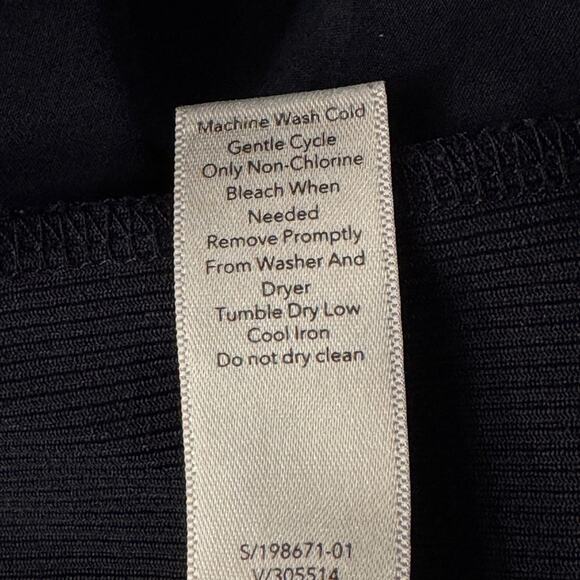 Machine Wash Cold
Gentle Cycle
Only Non-Chlorine
Bleach When
Needed
Remove Promptly
From Washer And
Dryer
Tumble Dry Low
Cool Iron
Do not dry clean
S/198671-01
V/305514